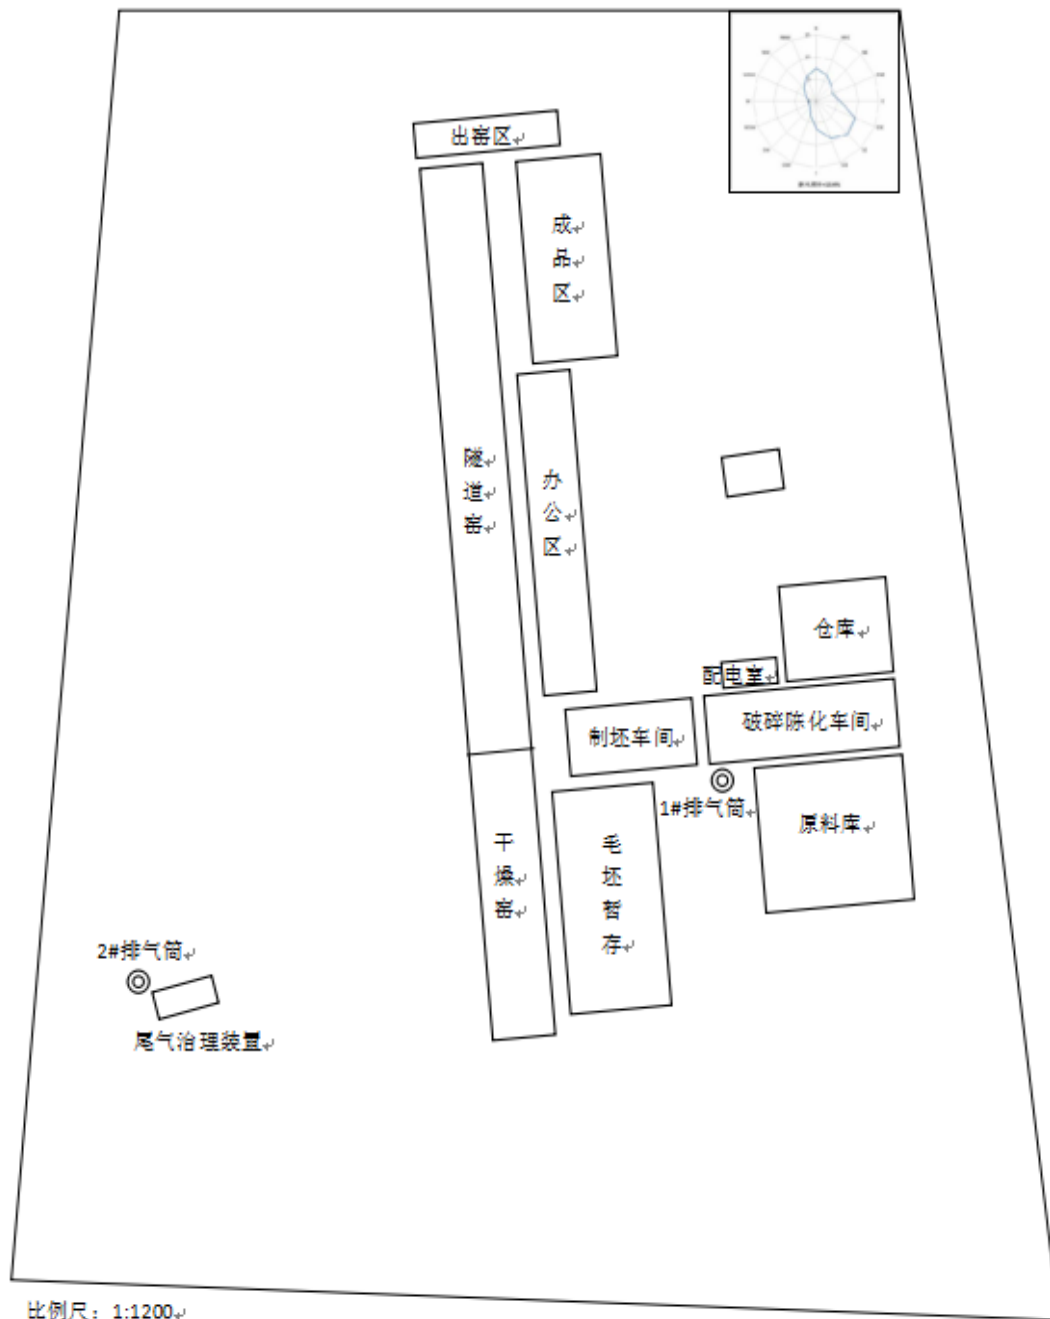 出窑区
成
品
区
隧
道
窑
办
公
区
仓库
配电室
破碎陈化车间
制坯车间
1#排气筒
原料库
干
燥
窑
毛
坯
暂
存
2#排气筒
尾气治理装置
比例尺：1:1200